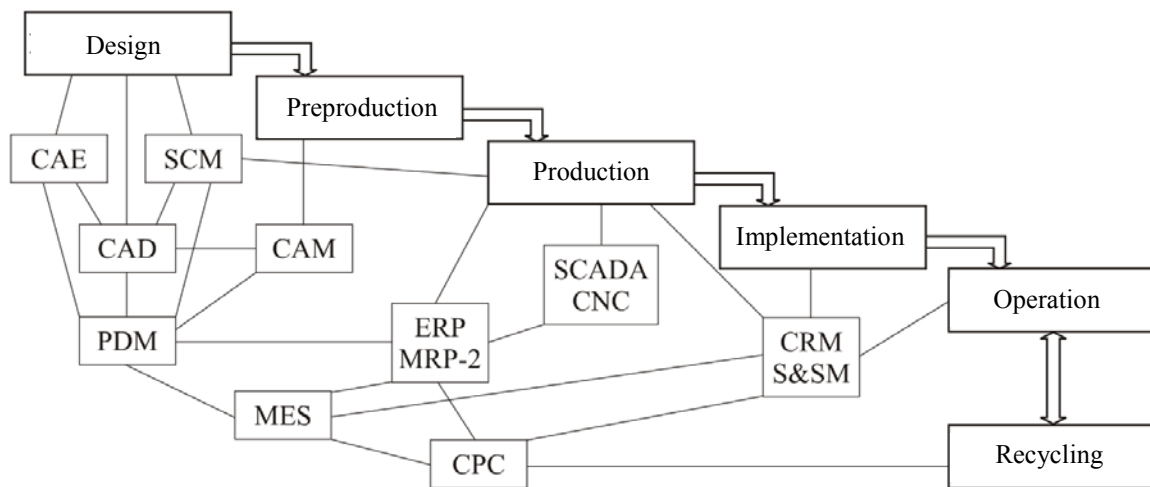 Design
Preproduction
CAE
SCM
Production
CAD
CAM
Implementation
SCADA
CNC
Operation
PDM
ERP
MRP-2
CRM
S&SM
MES
CPC
Recycling